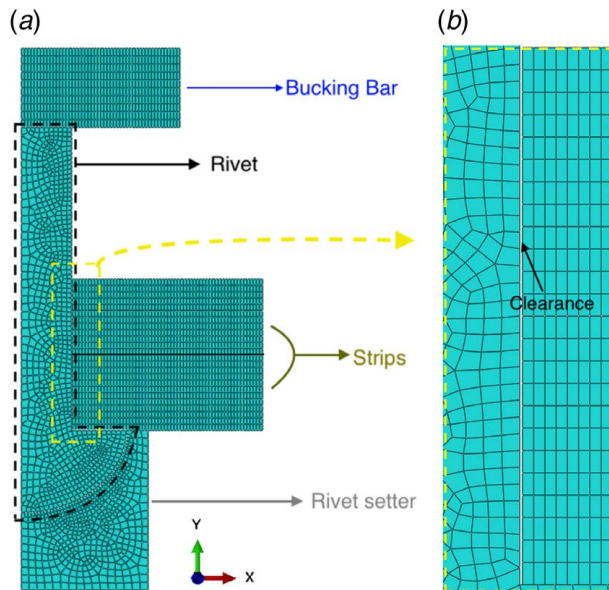 (a)
(b)
Bucking Bar
Rivet
Clearance
Strips
Rivet setter
Y
X